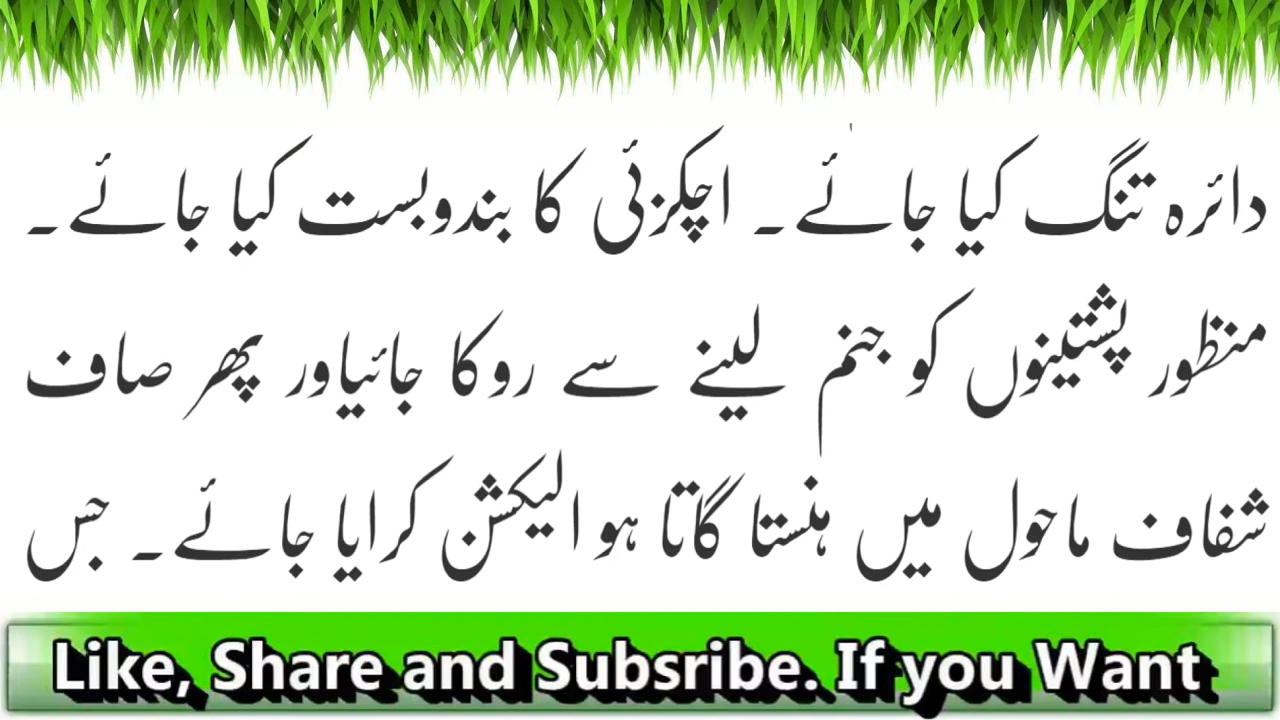 دائرہ تنگ کیا جائے۔ اچکزئی کا بندوبست کیا جائے۔
منظور پشتینوں کو جنم لینے سے روکا جائیاور پھر صاف
شفاف ماحول میں ہنستا گاتا ہو الیکشن کرایا جائے۔ جس
Like, Share and Subsribe. If you Want